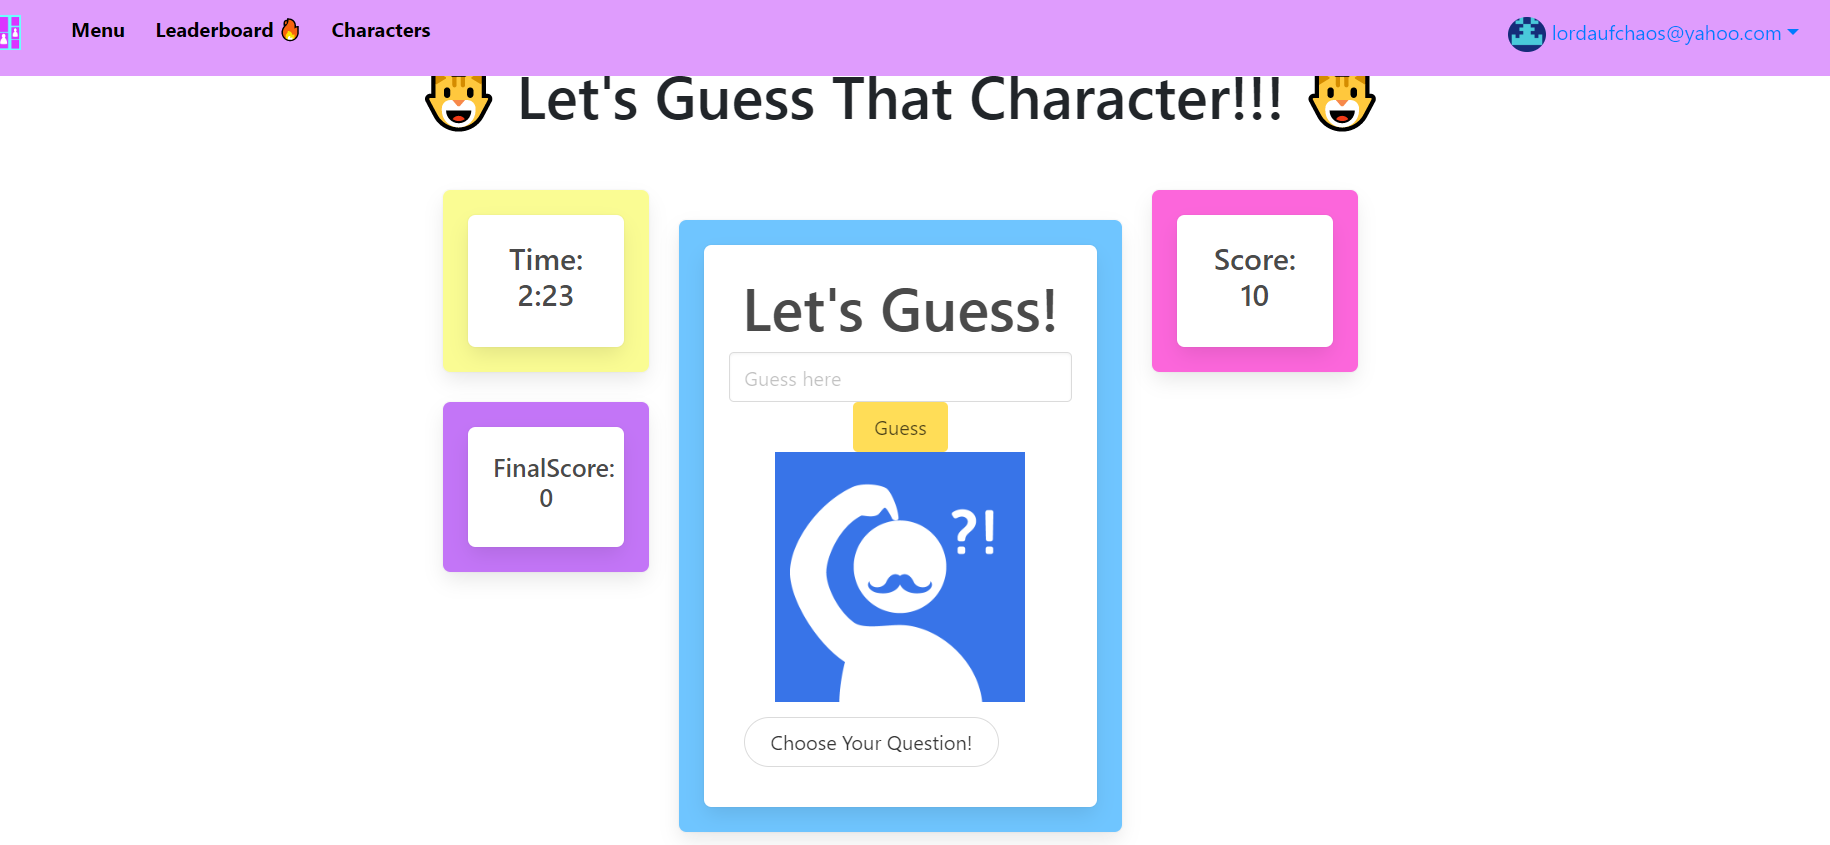 Menu
Leaderboard 🔥
Characters
lordaufchaos@yahoo.com
🐯 Let's Guess That Character!!! 🐯
Time:
2:23
FinalScore:
0
Let's Guess!
Guess here
Guess
?!
Choose Your Question!
Score:
10